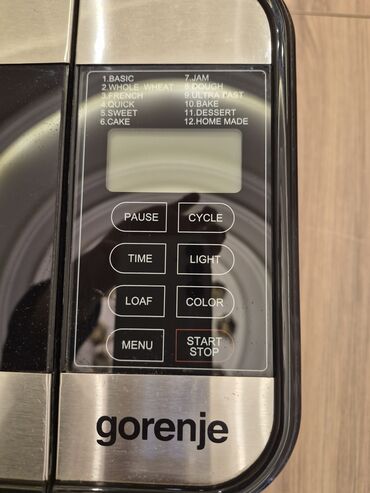 1.BASIC 7.JAM
2.WHOLE WHEAT 8.DOUGH
3.FRENCH 9.ULTRA FAST
4.QUICK 10.BAKE
5.SWEET 11.DESSERT
6.CAKE 12.HOME MADE
PAUSE CYCLE
TIME LIGHT
LOAF COLOR
MENU START
STOP
gorenje